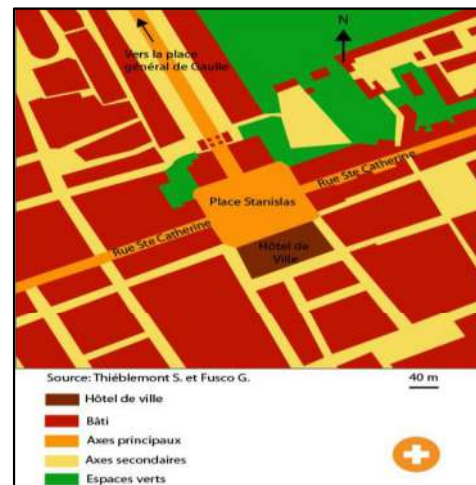 N
Vers la place
général de Gaulle
Place Stanislas
Rue Ste Catherine
Rue Ste Catherine
Hôtel de
Ville
Source: Thiéblemont S. et Fusco G.
40 m
Hôtel de ville
Bâti
Axes principaux
Axes secondaires
Espaces verts